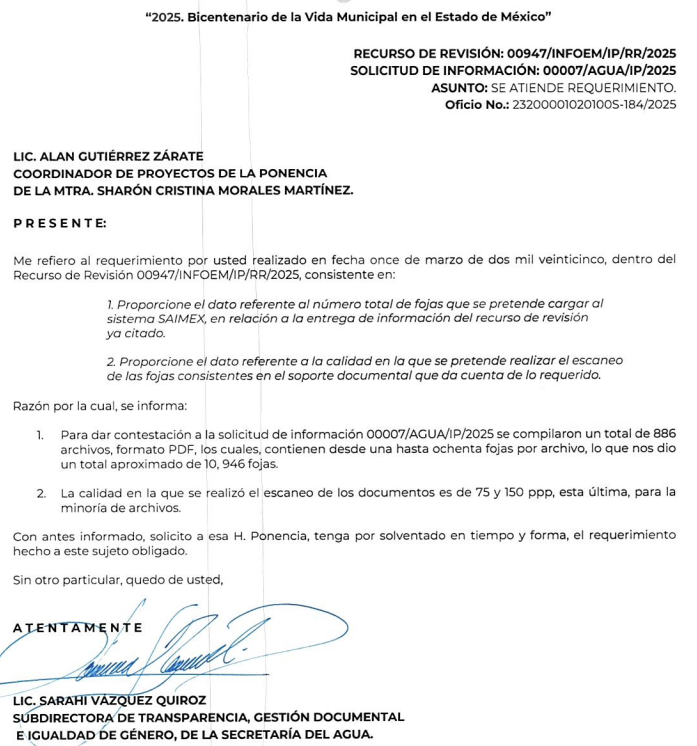 “2025. Bicentenario de la Vida Municipal en el Estado de México”
RECURSO DE REVISIÓN: 00947/INFOEM/IP/RR/2025
SOLICITUD DE INFORMACIÓN: 00007/AGUA/IP/2025
ASUNTO: SE ATIENDE REQUERIMIENTO.
Oficio No.: 23200001020100S-184/2025
LIC. ALAN GUTIÉRREZ ZÁRATE
COORDINADOR DE PROYECTOS DE LA PONENCIA
DE LA MTRA. SHARÓN CRISTINA MORALES MARTÍNEZ.
P R E S E N T E:
Me refiero al requerimiento por usted realizado en fecha once de marzo de dos mil veinticinco, dentro del
Recurso de Revisión 00947/INFOEM/IP/RR/2025, consistente en:
1. Proporcione el dato referente al número total de fojas que se pretende cargar al
sistema SAIMEX, en relación a la entrega de información del recurso de revisión
ya citado.
2. Proporcione el dato referente a la calidad en la que se pretende realizar el escaneo
de las fojas consistentes en el soporte documental que da cuenta de lo requerido.
Razón por la cual, se informa:
1. Para dar contestación a la solicitud de información 00007/AGUA/IP/2025 se compilaron un total de 886
archivos, formato PDF, los cuales, contienen desde una hasta ochenta fojas por archivo, lo que nos dio
un total aproximado de 10, 946 fojas.
2. La calidad en la que se realizó el escaneo de los documentos es de 75 y 150 ppp, esta última, para la
minoría de archivos.
Con antes informado, solicito a esa H. Ponencia, tenga por solventado en tiempo y forma, el requerimiento
hecho a este sujeto obligado.
Sin otro particular, quedo de usted,
A T E N T A M E N T E
LIC. SARAHI VÁZQUEZ QUIROZ
SUBDIRECTORA DE TRANSPARENCIA, GESTIÓN DOCUMENTAL
E IGUALDAD DE GÉNERO, DE LA SECRETARÍA DEL AGUA.